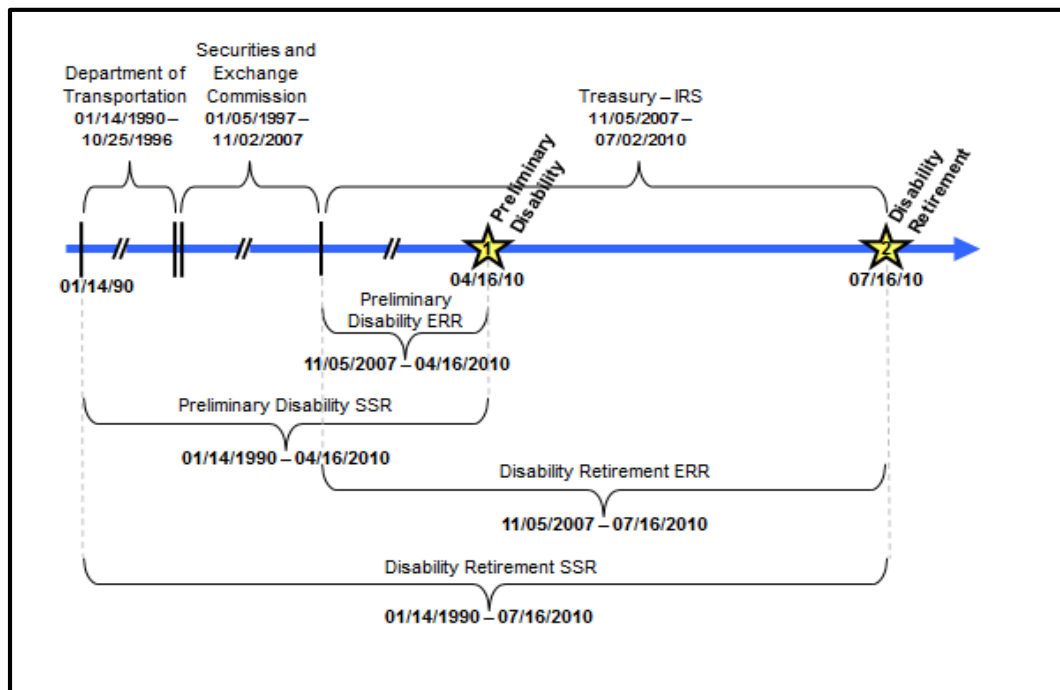 Department of
Transportation
01/14/1990 –
10/25/1996
Securities and
Exchange
Commission
01/05/1997 –
11/02/2007
Treasury – IRS
11/05/2007 –
07/02/2010
Preliminary
Disability
Disability
Retirement
1
2
01/14/90
04/16/10
07/16/10
Preliminary
Disability ERR
11/05/2007 – 04/16/2010
Preliminary Disability SSR
01/14/1990 – 04/16/2010
Disability Retirement ERR
11/05/2007 – 07/16/2010
Disability Retirement SSR
01/14/1990 – 07/16/2010